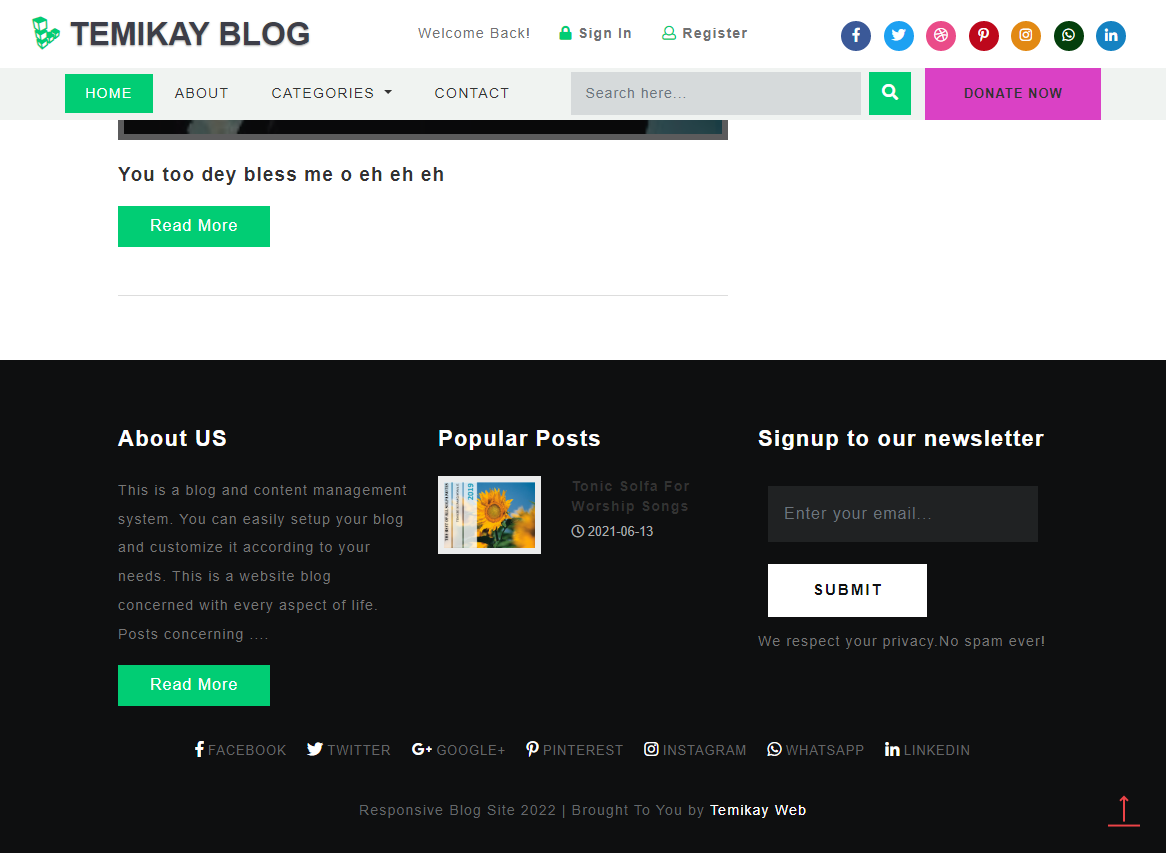 TEMIKAY BLOG
Welcome Back! Sign In Register
HOME ABOUT CATEGORIES CONTACT Search here... DONATE NOW
You too dey bless me o eh eh eh
Read More
About US
This is a blog and content management
system. You can easily setup your blog
and customize it according to your
needs. This is a website blog
concerned with every aspect of life.
Posts concerning ....
Read More
Popular Posts
2019
Tonic Solfa For
Worship Songs
2021-06-13
Signup to our newsletter
Enter your email...
SUBMIT
We respect your privacy.No spam ever!
FACEBOOK TWITTER GOOGLE+ PINTEREST INSTAGRAM WHATSAPP LINKEDIN
Responsive Blog Site 2022 | Brought To You by Temikay Web